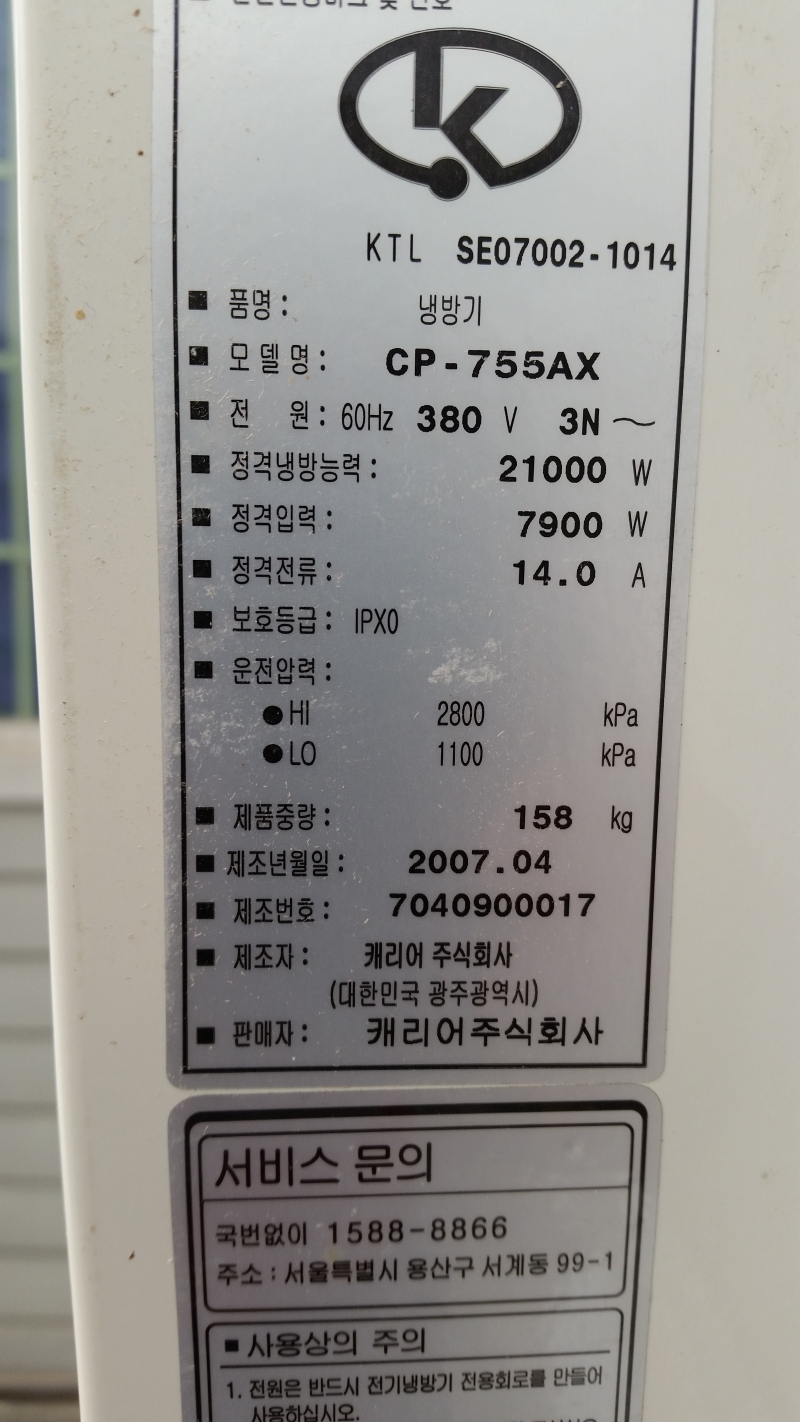 KTL SE07002-1014
■ 품명 : 냉방기
■ 모델명 : CP-755AX
■ 전 원 : 60Hz 380 V 3N ~
■ 정격냉방능력 : 21000 W
■ 정격입력 : 7900 W
■ 정격전류 : 14.0 A
■ 보호등급 : IPX0
■ 운전압력 :
● HI 2800 kPa
● LO 1100 kPa
■ 제품중량 : 158 kg
■ 제조년월일 : 2007.04
■ 제조번호 : 7040900017
■ 제조자 : 캐리어 주식회사
(대한민국 광주광역시)
■ 판매자 : 캐리어주식회사
서비스 문의
국번없이 1588-8866
주소 : 서울특별시 용산구 서계동 99-1
■ 사용상의 주의
1. 전원은 반드시 전기냉방기 전용회로를 만들어
사용하십시오.